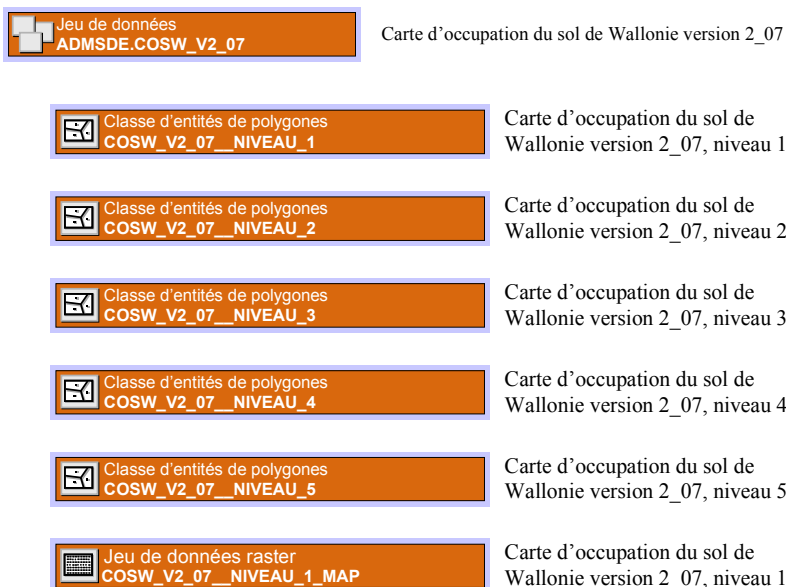 Jeu de données
ADMSDE.COSW_V2_07
Carte d'occupation du sol de Wallonie version 2_07
Classe d'entités de polygones
COSW_V2_07__NIVEAU_1
Carte d'occupation du sol de
Wallonie version 2_07, niveau 1
Classe d'entités de polygones
COSW_V2_07__NIVEAU_2
Carte d'occupation du sol de
Wallonie version 2_07, niveau 2
Classe d'entités de polygones
COSW_V2_07__NIVEAU_3
Carte d'occupation du sol de
Wallonie version 2_07, niveau 3
Classe d'entités de polygones
COSW_V2_07__NIVEAU_4
Carte d'occupation du sol de
Wallonie version 2_07, niveau 4
Classe d'entités de polygones
COSW_V2_07__NIVEAU_5
Carte d'occupation du sol de
Wallonie version 2_07, niveau 5
Jeu de données raster
COSW_V2_07__NIVEAU_1_MAP
Carte d'occupation du sol de
Wallonie version 2_07, niveau 1